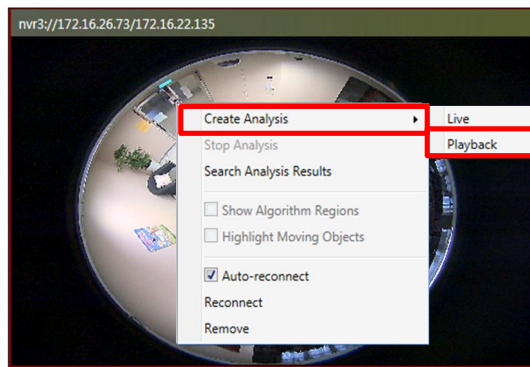 nvr3://172.16.26.73/172.16.22.135
Create Analysis
Live
Stop Analysis
Playback
Search Analysis Results
Show Algorithm Regions
Highlight Moving Objects
Auto-reconnect
Reconnect
Remove